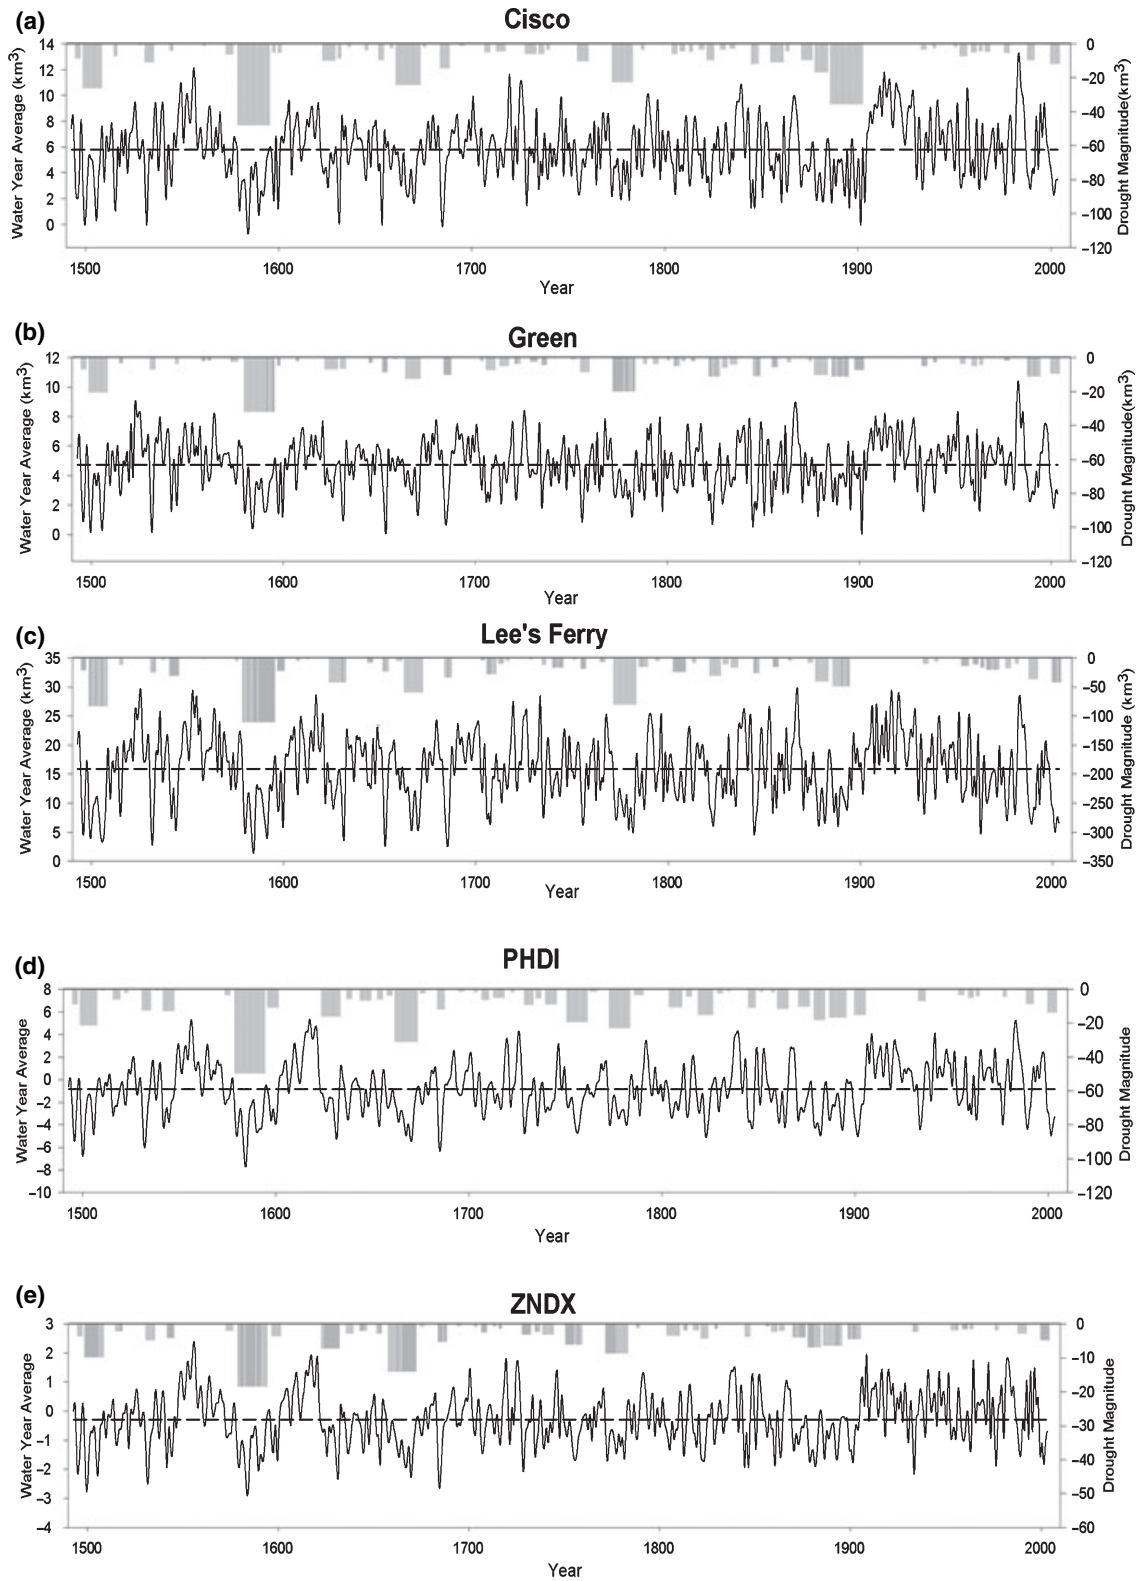 (a)
Cisco
Water Year Average (km3)
14
12
10
8
6
4
2
0
0
−20
−40
−60
−80
−100
−120
Drought Magnitude(km3)
1500 1600 1700 1800 1900 2000
Year
(b)
Green
Water Year Average (km3)
12
10
8
6
4
2
0
0
−20
−40
−60
−80
−100
−120
Drought Magnitude(km3)
1500 1600 1700 1800 1900 2000
Year
(c)
Lee's Ferry
Water Year Average (km3)
35
30
25
20
15
10
5
0
0
−50
−100
−150
−200
−250
−300
−350
Drought Magnitude (km3)
1500 1600 1700 1800 1900 2000
Year
(d)
PHDI
Water Year Average
8
6
4
2
0
−2
−4
−6
−8
−10
0
−20
−40
−60
−80
−100
−120
Drought Magnitude
1500 1600 1700 1800 1900 2000
Year
(e)
ZNDX
Water Year Average
3
2
1
0
−1
−2
−3
−4
0
−10
−20
−30
−40
−50
−60
Drought Magnitude
1500 1600 1700 1800 1900 2000
Year